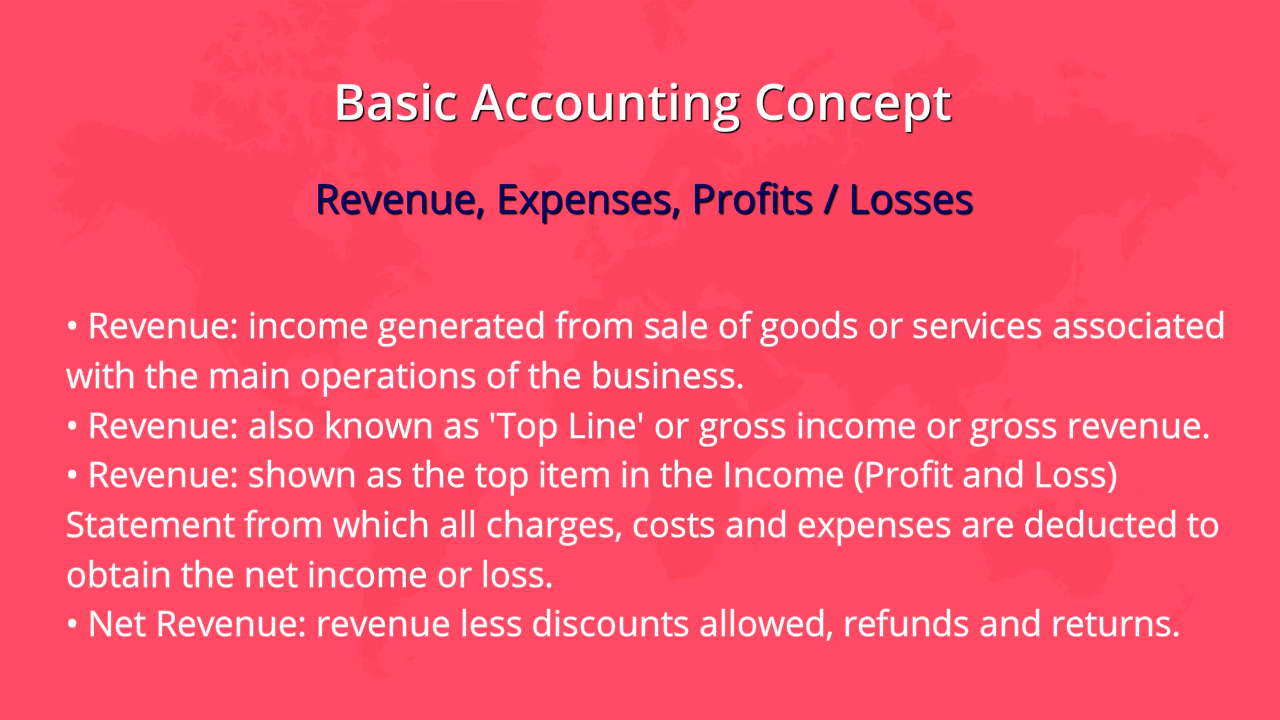 Basic Accounting Concept
Revenue, Expenses, Profits / Losses
• Revenue: income generated from sale of goods or services associated
with the main operations of the business.
• Revenue: also known as 'Top Line' or gross income or gross revenue.
• Revenue: shown as the top item in the Income (Profit and Loss)
Statement from which all charges, costs and expenses are deducted to
obtain the net income or loss.
• Net Revenue: revenue less discounts allowed, refunds and returns.